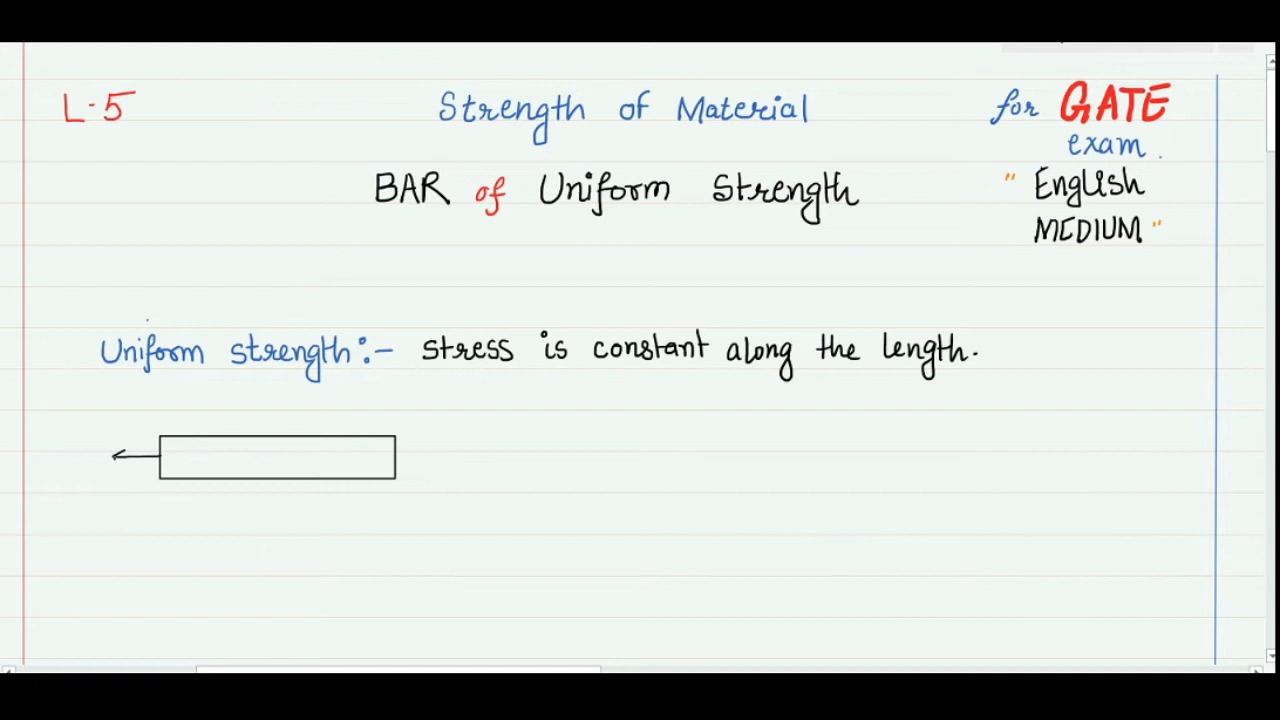 L-5 Strength of Material for GATE
exam.
BAR of Uniform Strength " English
MEDIUM "
Uniform strength:- stress is constant along the length.